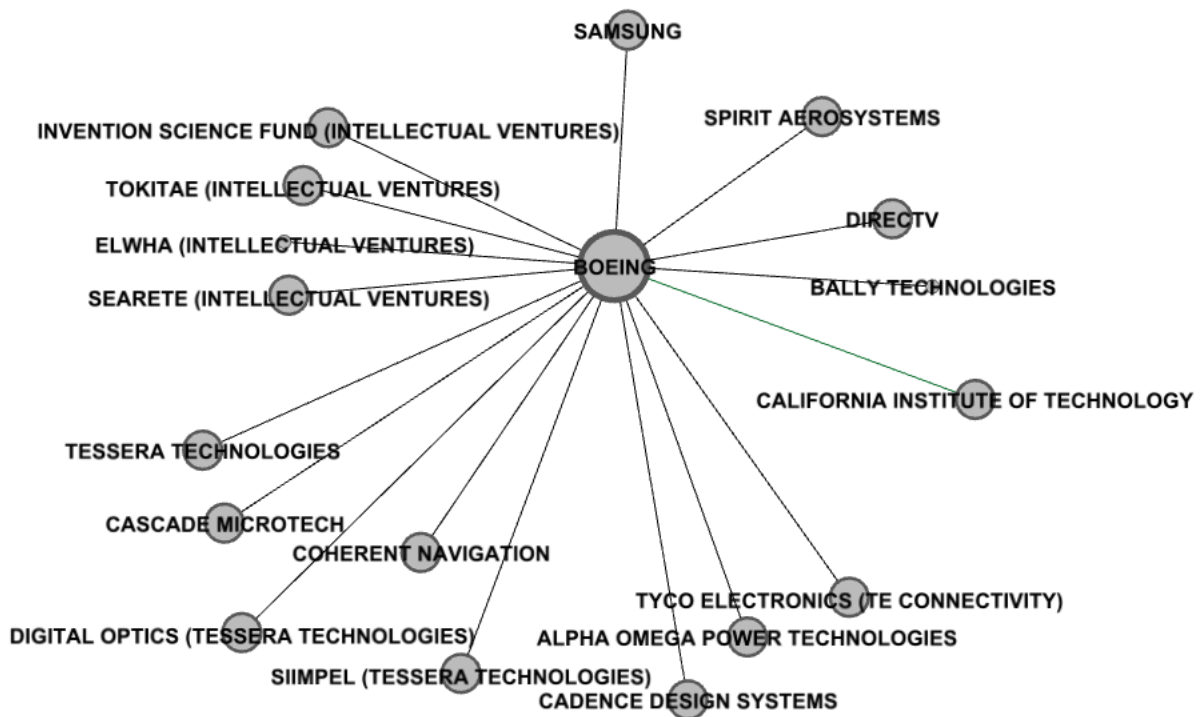 SAMSUNG
SPIRIT AEROSYSTEMS
INVENTION SCIENCE FUND (INTELLECTUAL VENTURES)
TOKITAE (INTELLECTUAL VENTURES)
DIRECTV
ELWHA (INTELLECTUAL VENTURES)
BOEING
BALLY TECHNOLOGIES
SEARETE (INTELLECTUAL VENTURES)
CALIFORNIA INSTITUTE OF TECHNOLOGY
TESSERA TECHNOLOGIES
CASCADE MICROTECH
COHERENT NAVIGATION
TYCO ELECTRONICS (TE CONNECTIVITY)
DIGITAL OPTICS (TESSERA TECHNOLOGIES)
ALPHA OMEGA POWER TECHNOLOGIES
SIIMPEL (TESSERA TECHNOLOGIES)
CADENCE DESIGN SYSTEMS